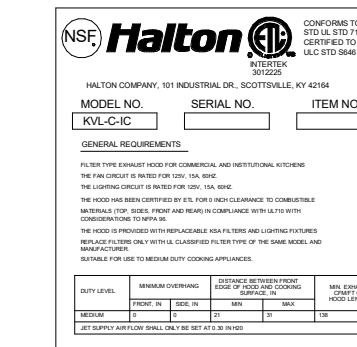 NSF.
Halton
ETL
CONFORMS TO
STD UL STD 71
CERTIFIED TO
ULC STD S646
INTERTEK
3012225
HALTON COMPANY, 101 INDUSTRIAL DR., SCOTTSVILLE, KY 42164
MODEL NO. SERIAL NO. ITEM NO
KVL-C-IC
GENERAL REQUIREMENTS
FILTER TYPE EXHAUST HOOD FOR COMMERCIAL AND INSTITUTIONAL KITCHENS
THE FAN CIRCUIT IS RATED FOR 125V, 15A, 60HZ.
THE LIGHTING CIRCUIT IS RATED FOR 125V, 15A, 60HZ.
THE HOOD HAS BEEN CERTIFIED BY ETL FOR 0 INCH CLEARANCE TO COMBUSTIBLE
MATERIALS (TOP, SIDES, FRONT AND REAR) IN COMPLIANCE WITH UL710 WITH
CONSIDERATIONS TO NFPA 96.
THE HOOD IS PROVIDED WITH REPLACEABLE KSA FILTERS AND LIGHTING FIXTURES
REPLACE FILTERS ONLY WITH UL CLASSIFIED FILTER TYPE OF THE SAME MODEL AND
MANUFACTURER.
SUITABLE FOR USE TO MEDIUM DUTY COOKING APPLIANCES.
DUTY LEVEL MINIMUM OVERHANG DISTANCE BETWEEN FRONT
EDGE OF HOOD AND COOKING
SURFACE, IN MIN. EXHA
CFM/FT
HOOD LEN
FRONT, IN SIDE, IN MIN MAX
MEDIUM 0 0 21 31 138
JET SUPPLY AIR FLOW SHALL ONLY BE SET AT 0.30 IN H20